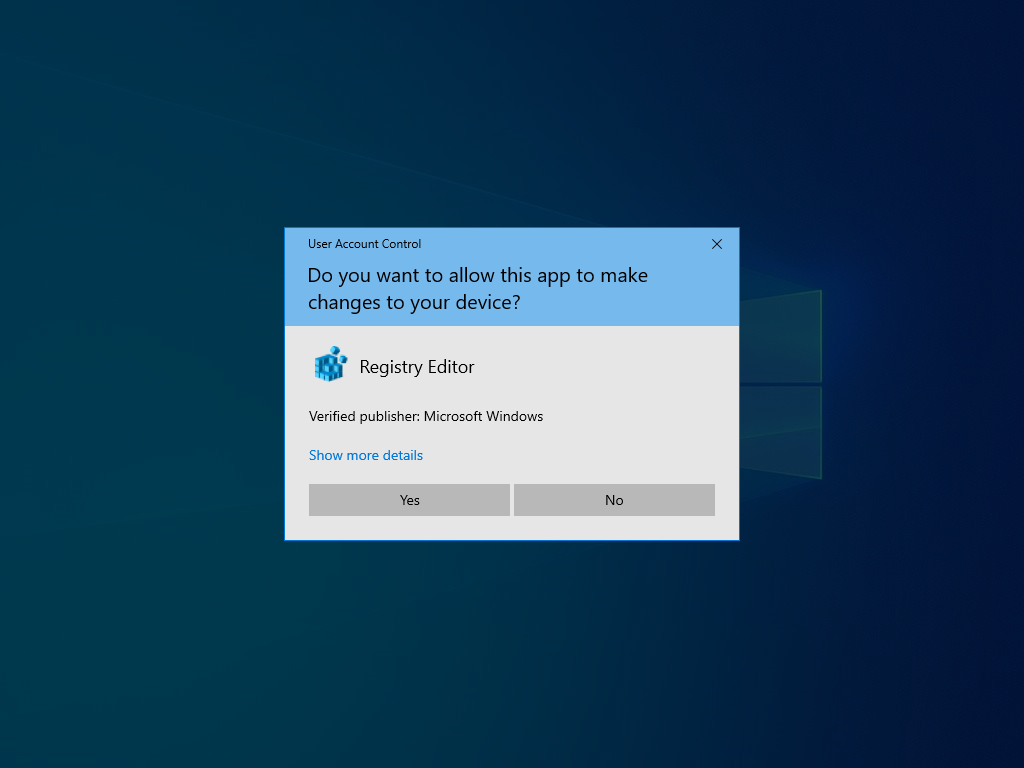 User Account Control
Do you want to allow this app to make
changes to your device?
Registry Editor
Verified publisher: Microsoft Windows
Show more details
Yes
No